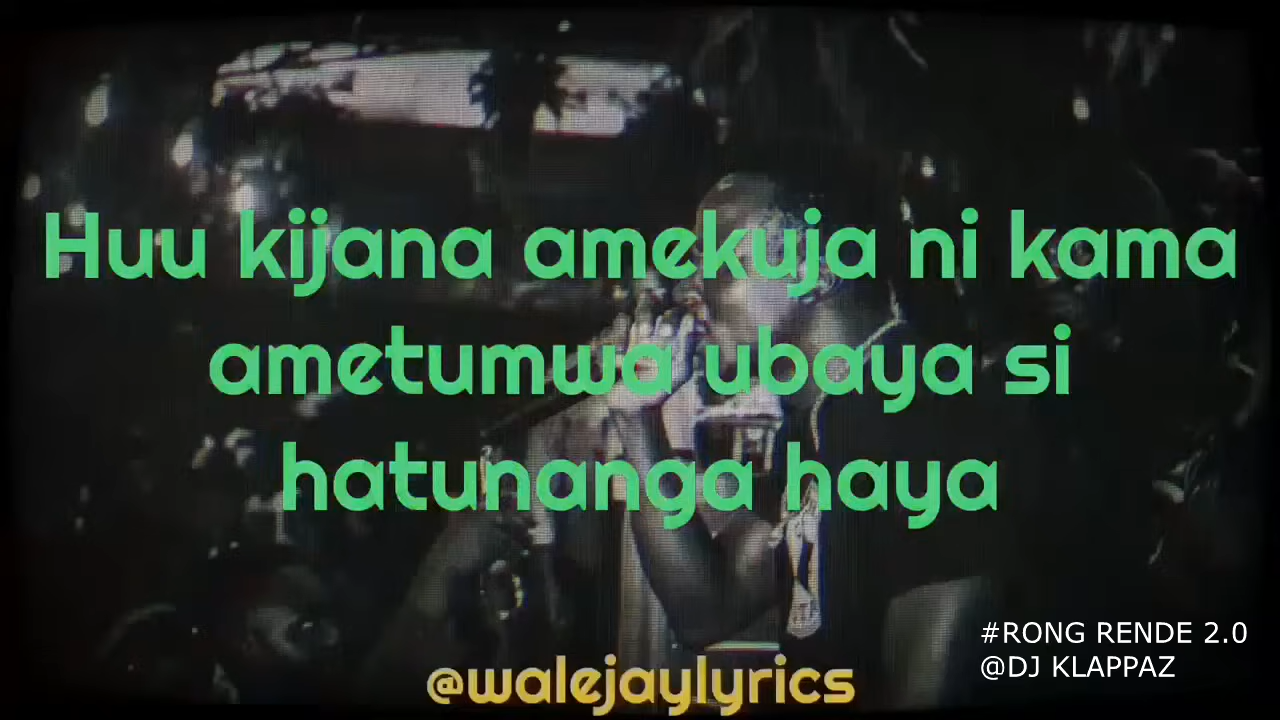 Huu kijana amekuja ni kama
ametumwa ubaya si
hatunanga haya
#RONG RENDE 2.0
@DJ KLAPPAZ
@walejaylyrics